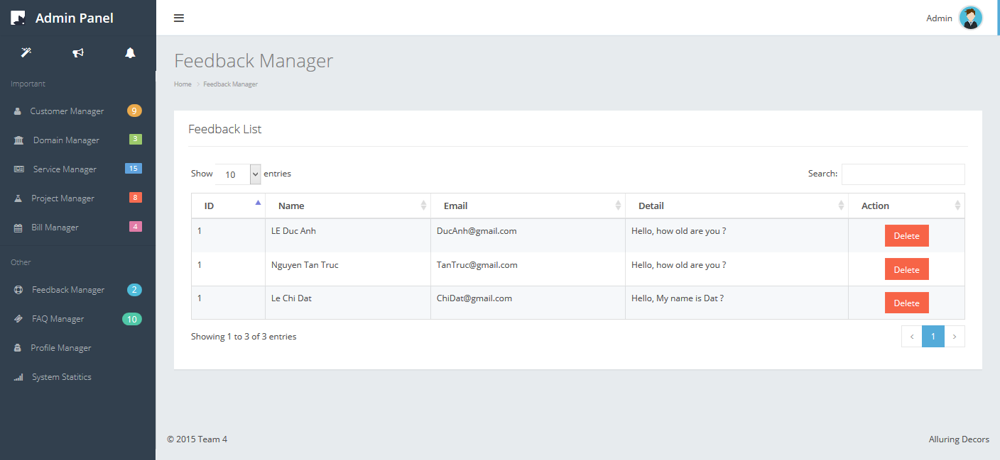 Admin Panel
Admin
Important
Customer Manager 9
Domain Manager 3
Service Manager 15
Project Manager 8
Bill Manager 4
Other
Feedback Manager 2
FAQ Manager 10
Profile Manager
System Statitics
Feedback Manager
Home > Feedback Manager
Feedback List
Show 10 entries
Search:
ID Name Email Detail Action
1 LE Duc Anh DucAnh@gmail.com Hello, how old are you ? Delete
1 Nguyen Tan Truc TanTruc@gmail.com Hello, how old are you ? Delete
1 Le Chi Dat ChiDat@gmail.com Hello, My name is Dat ? Delete
Showing 1 to 3 of 3 entries
< 1 >
© 2015 Team 4
Alluring Decors